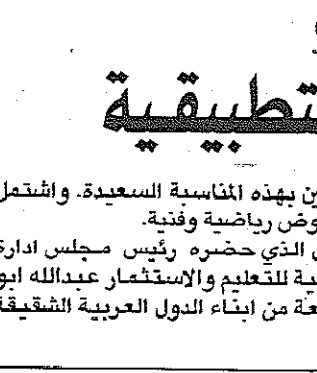 تطبيقية
ين بهذه المناسبة السعيدة. واشتمل
وض رياضية وفنية.
الذي حضره رئيس مجلس ادارة
ية للتعليم والاستثمار عبدالله ابو
عة من ابناء الدول العربية الشقيقة